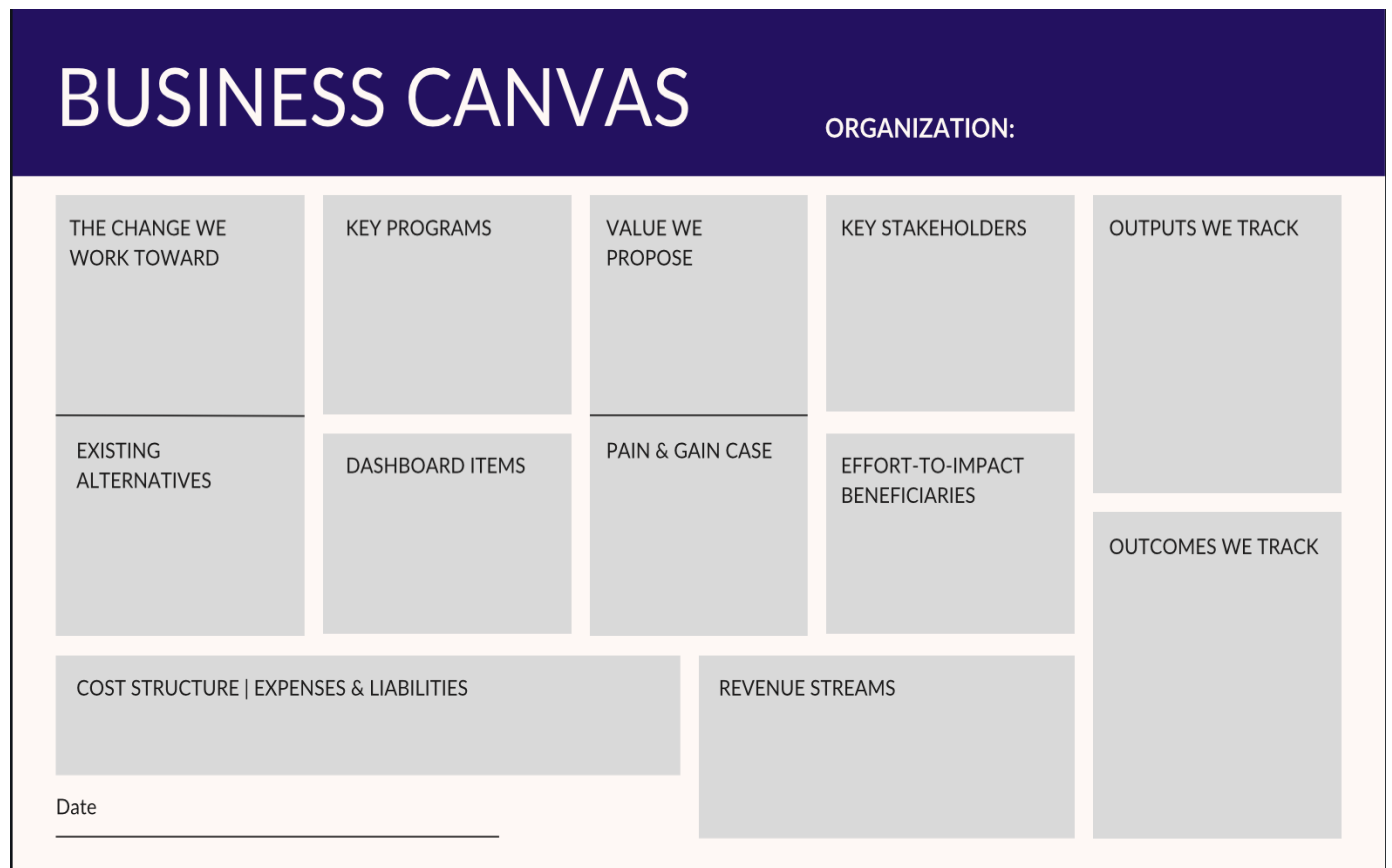 BUSINESS CANVAS
ORGANIZATION:
THE CHANGE WE
WORK TOWARD
KEY PROGRAMS
VALUE WE
PROPOSE
KEY STAKEHOLDERS
OUTPUTS WE TRACK
EXISTING
ALTERNATIVES
DASHBOARD ITEMS
PAIN & GAIN CASE
EFFORT-TO-IMPACT
BENEFICIARIES
OUTCOMES WE TRACK
COST STRUCTURE | EXPENSES & LIABILITIES
REVENUE STREAMS
Date